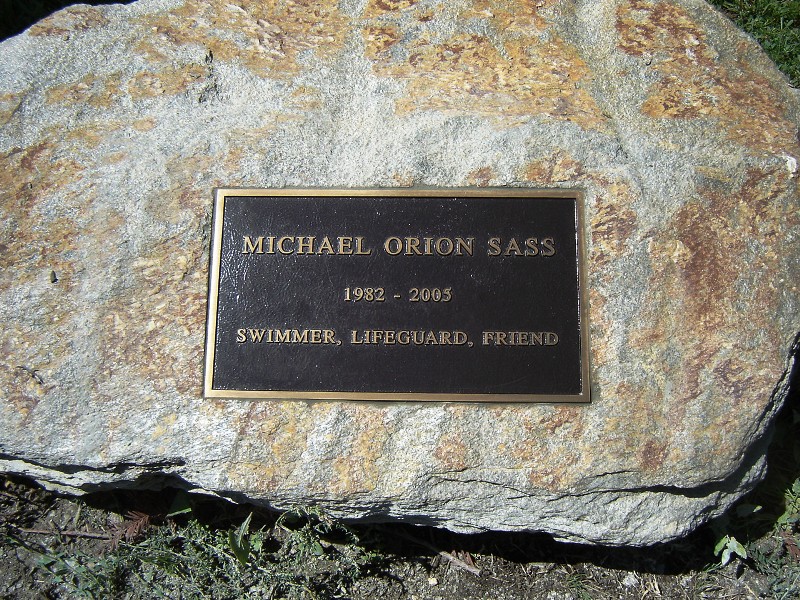 MICHAEL ORION SASS
1982 - 2005
SWIMMER, LIFEGUARD, FRIEND